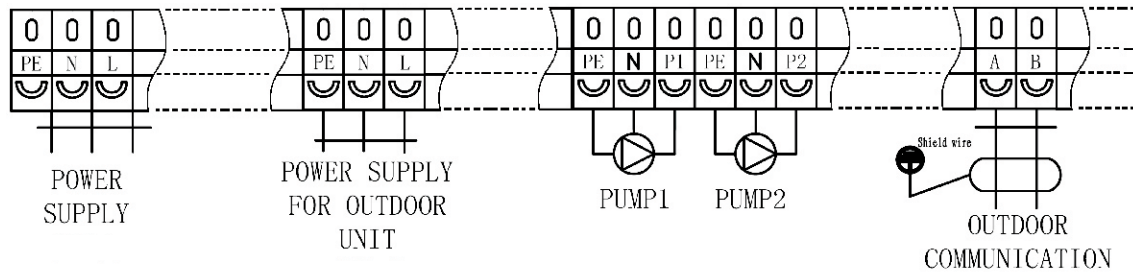 0 0 0 0 0 0 0 0 0 0 0 0 0 0
PE N L PE N L PE N P1 PE N P2 A B
Shield wire
POWER
SUPPLY
POWER SUPPLY
FOR OUTDOOR
UNIT
PUMP1 PUMP2
OUTDOOR
COMMUNICATION